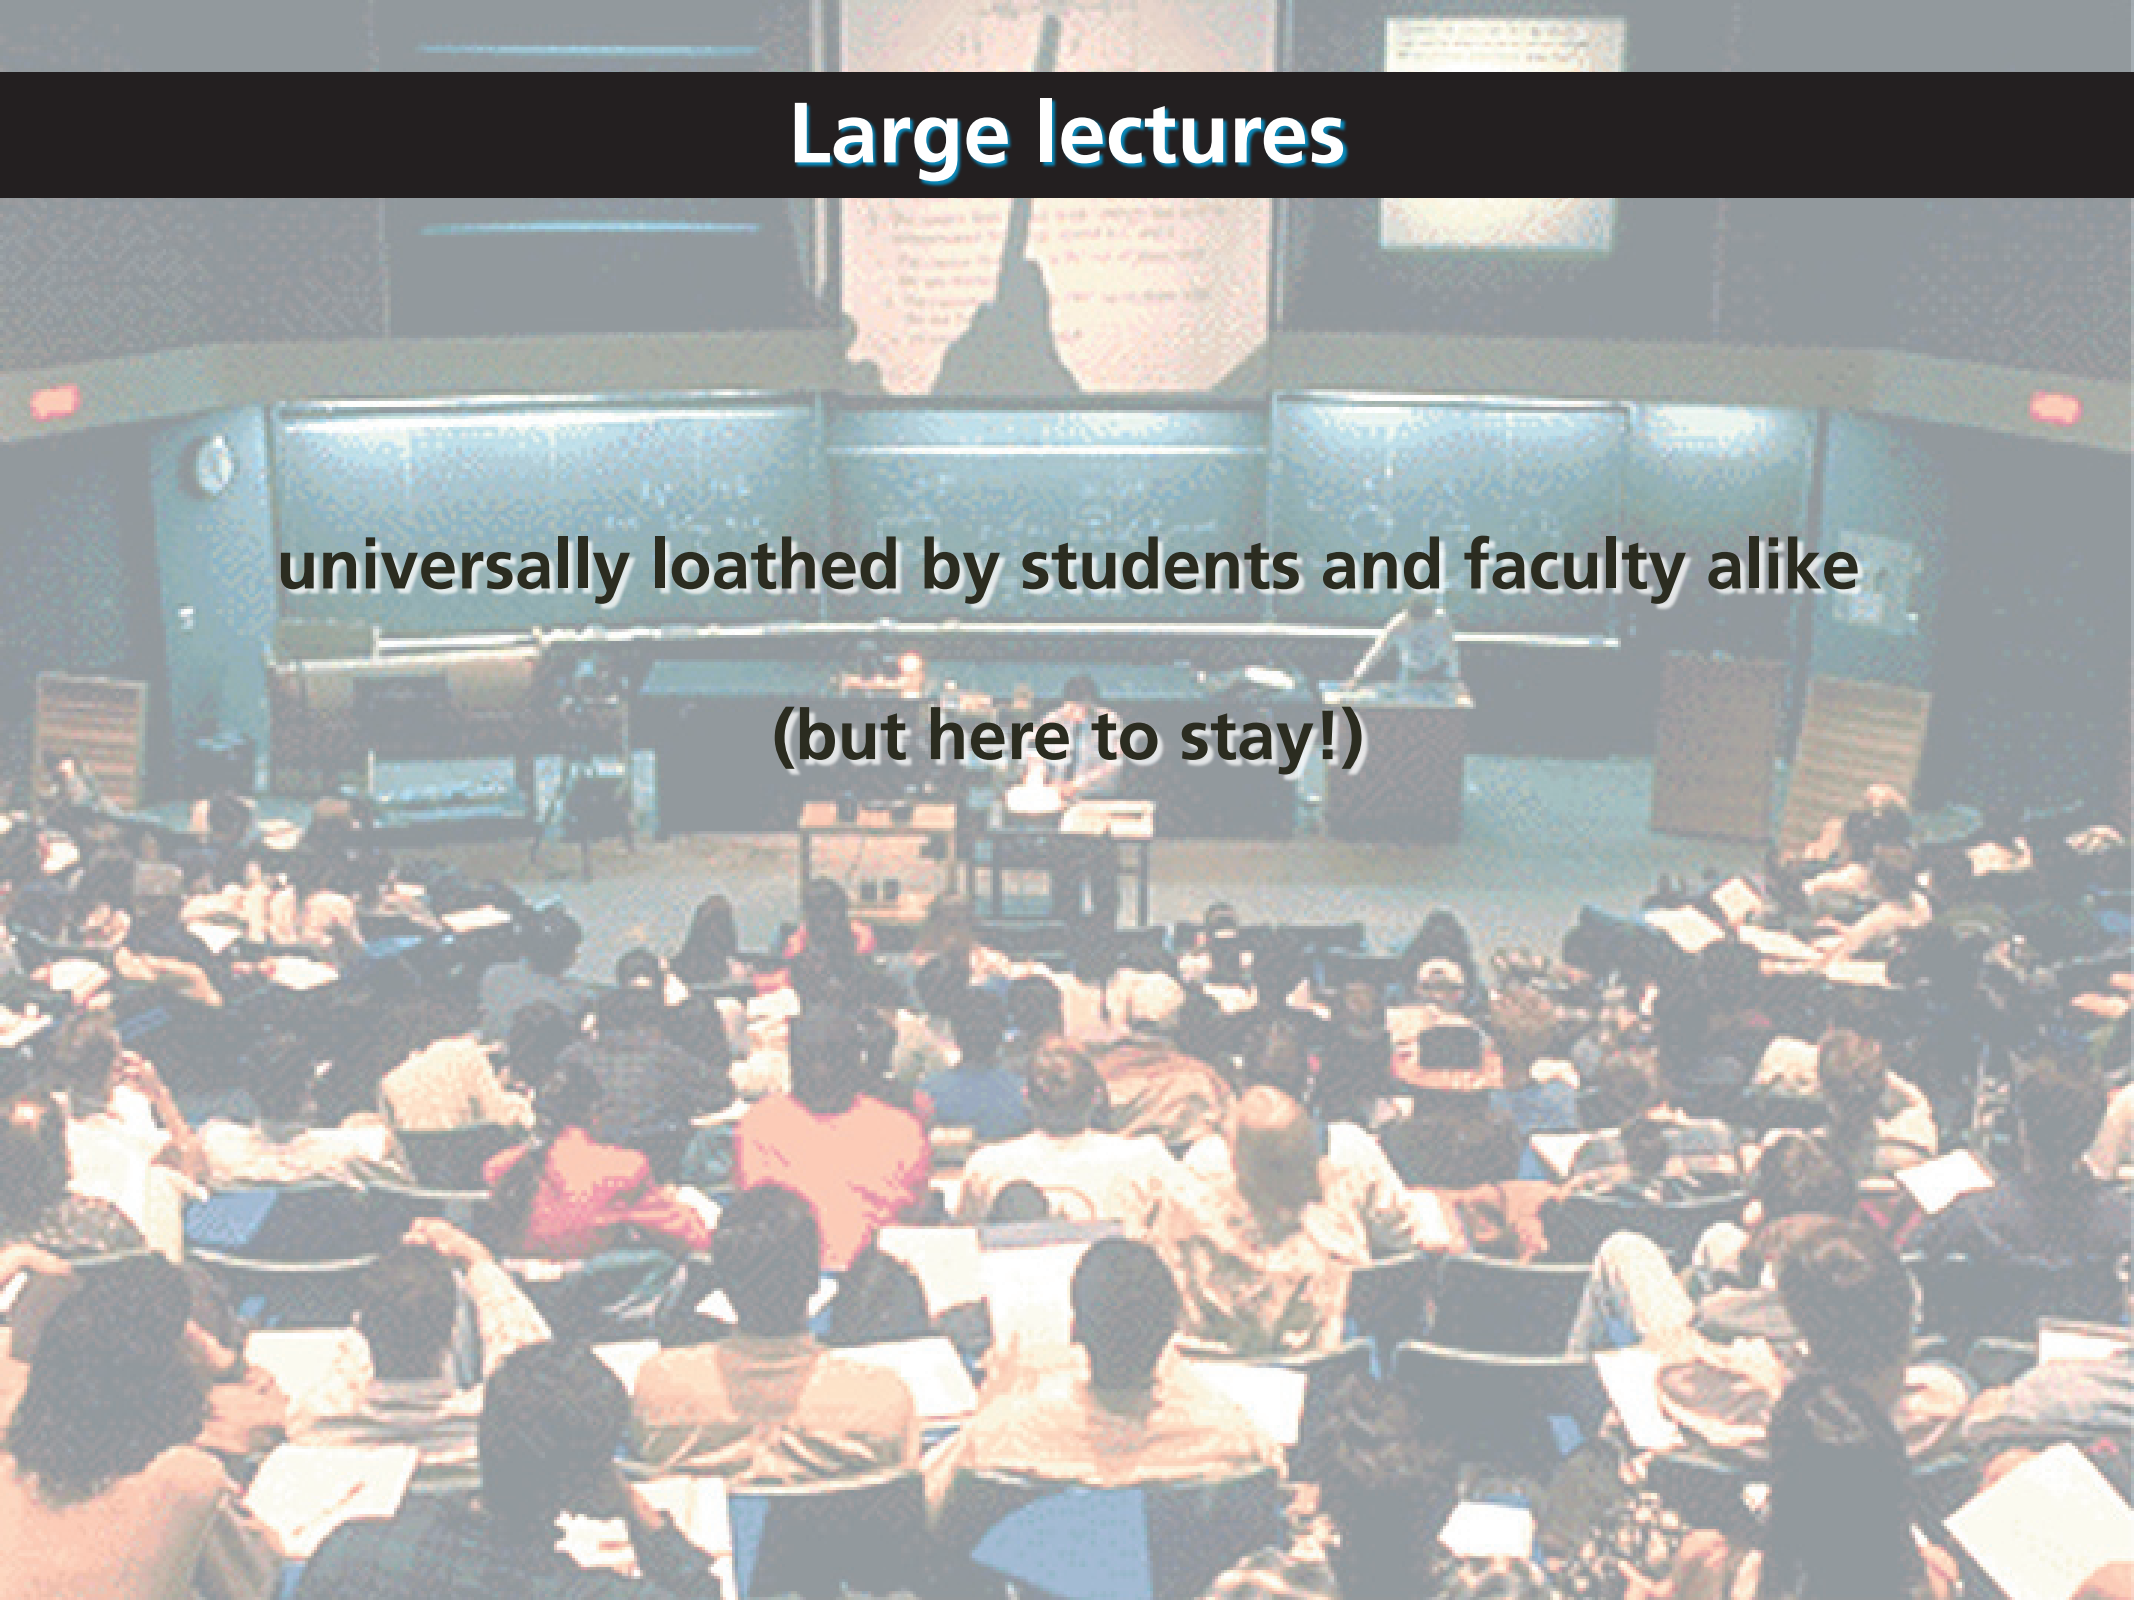 Large lectures
universally loathed by students and faculty alike
(but here to stay!)